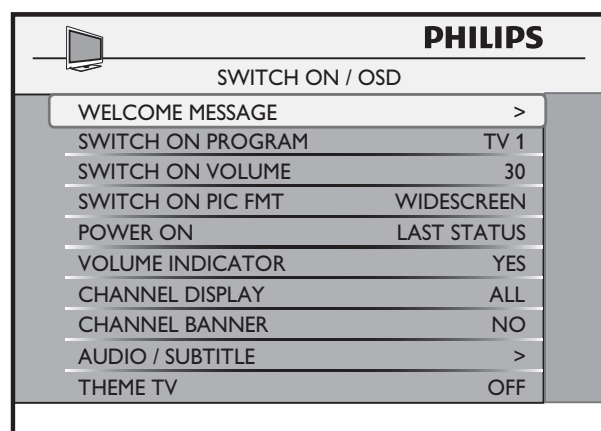 PHILIPS
SWITCH ON / OSD
WELCOME MESSAGE >
SWITCH ON PROGRAM TV 1
SWITCH ON VOLUME 30
SWITCH ON PIC FMT WIDESCREEN
POWER ON LAST STATUS
VOLUME INDICATOR YES
CHANNEL DISPLAY ALL
CHANNEL BANNER NO
AUDIO / SUBTITLE >
THEME TV OFF